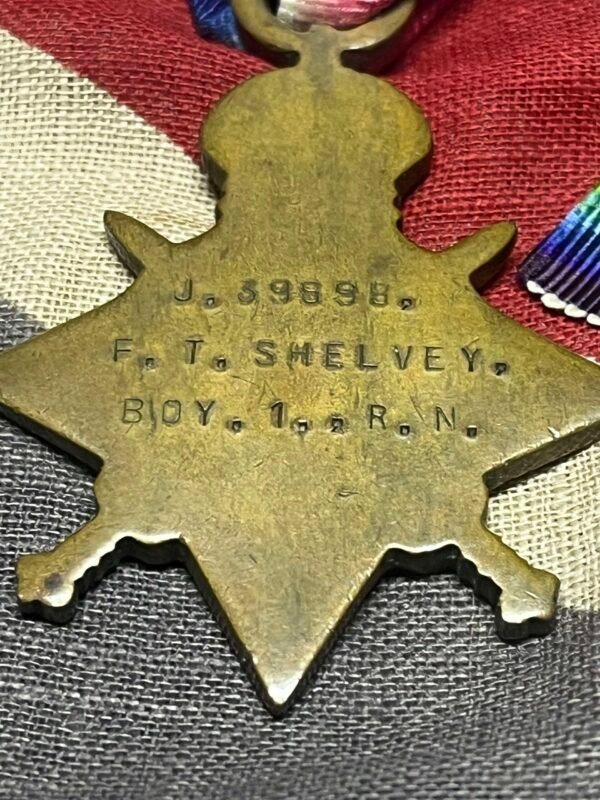 J. 39898.
F. T. SHELVEY,
BOY. 1., R. N.